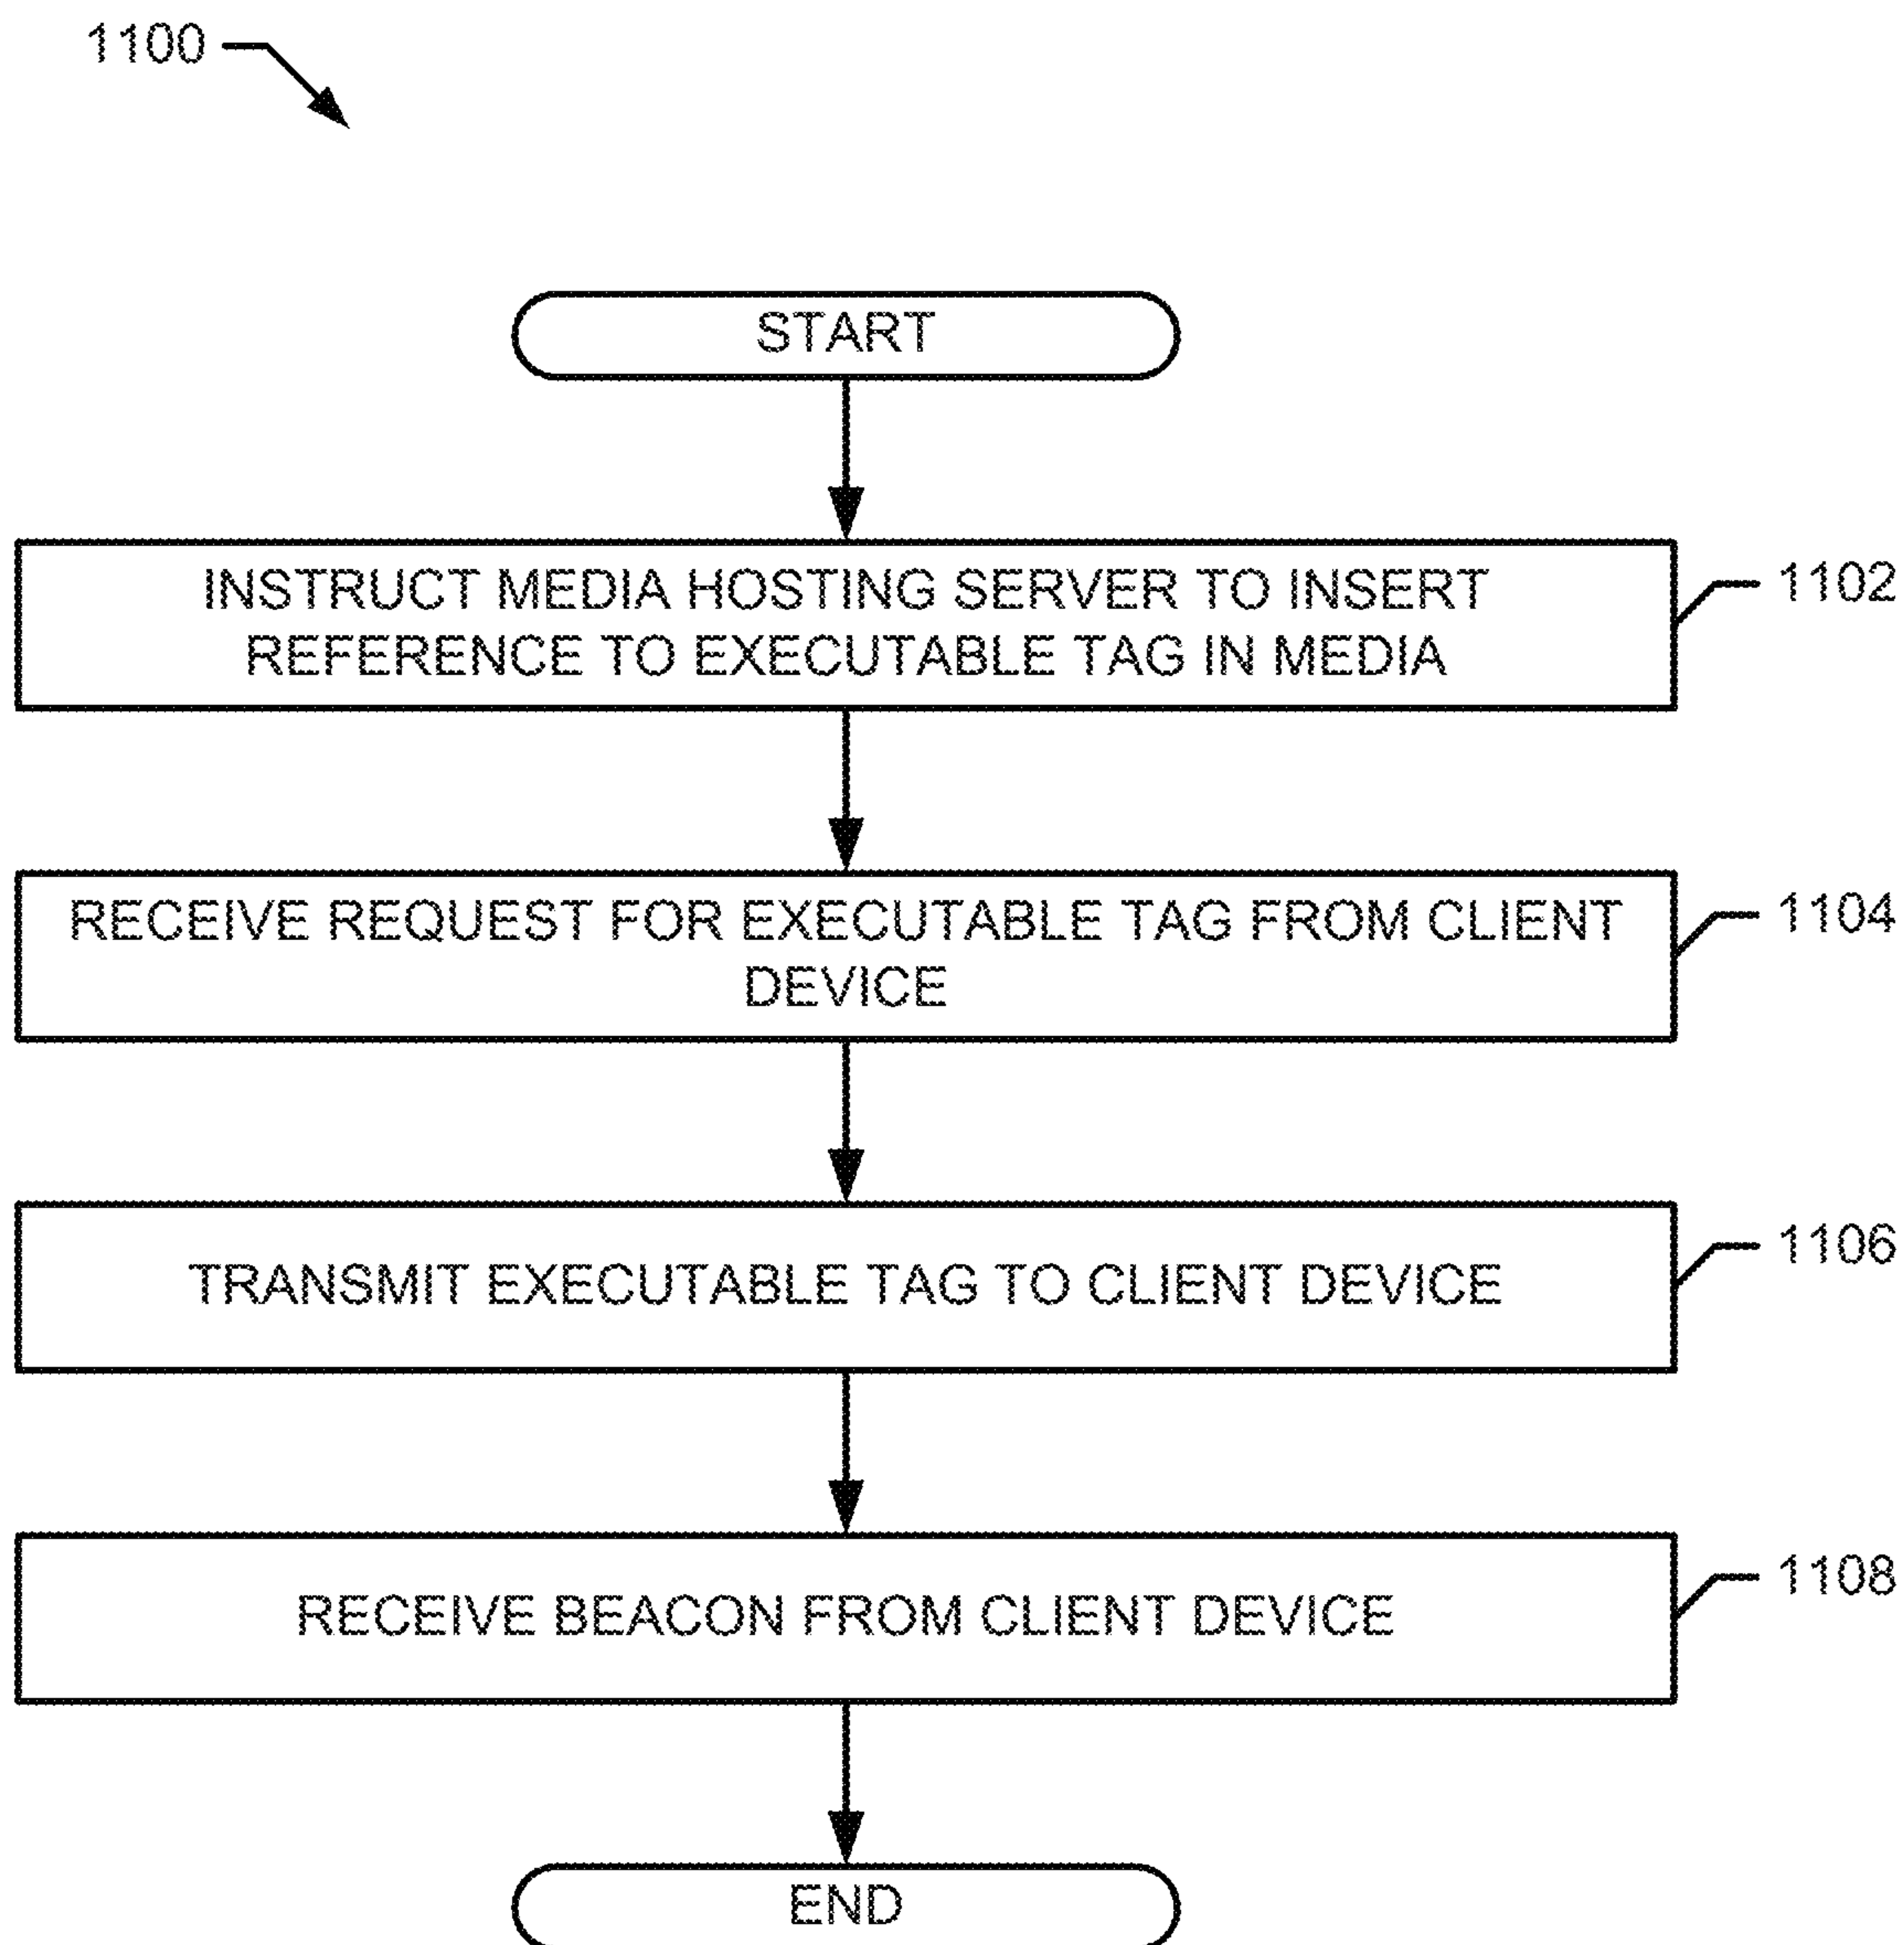 1100
START
INSTRUCT MEDIA HOSTING SERVER TO INSERT
REFERENCE TO EXECUTABLE TAG IN MEDIA
1102
RECEIVE REQUEST FOR EXECUTABLE TAG FROM CLIENT
DEVICE
1104
TRANSMIT EXECUTABLE TAG TO CLIENT DEVICE
1106
RECEIVE BEACON FROM CLIENT DEVICE
1108
END